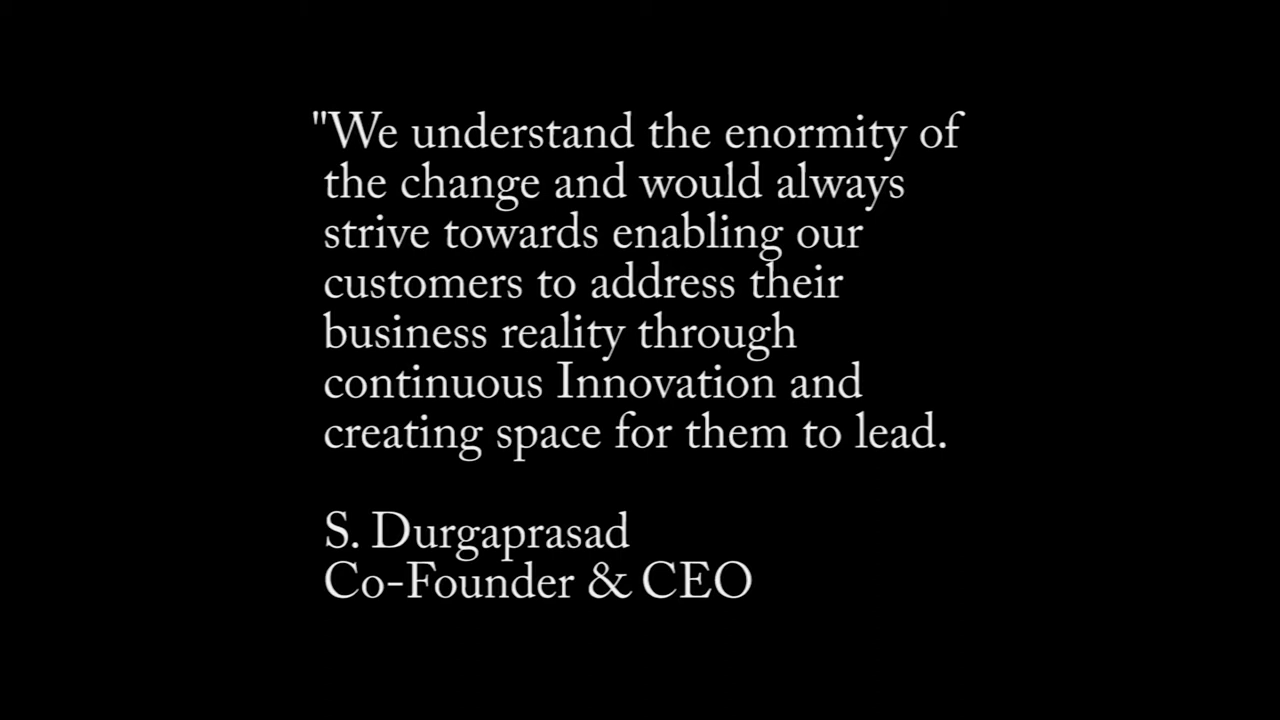 "We understand the enormity of
the change and would always
strive towards enabling our
customers to address their
business reality through
continuous Innovation and
creating space for them to lead.
S. Durgaprasad
Co-Founder & CEO